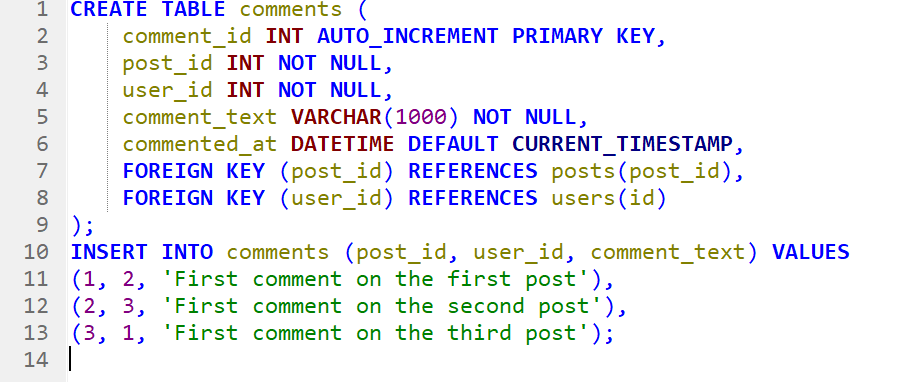 1 CREATE TABLE comments (
2     comment_id INT AUTO_INCREMENT PRIMARY KEY,
3     post_id INT NOT NULL,
4     user_id INT NOT NULL,
5     comment_text VARCHAR(1000) NOT NULL,
6     commented_at DATETIME DEFAULT CURRENT_TIMESTAMP,
7     FOREIGN KEY (post_id) REFERENCES posts(post_id),
8     FOREIGN KEY (user_id) REFERENCES users(id)
9 );
10 INSERT INTO comments (post_id, user_id, comment_text) VALUES
11 (1, 2, 'First comment on the first post'),
12 (2, 3, 'First comment on the second post'),
13 (3, 1, 'First comment on the third post');
14